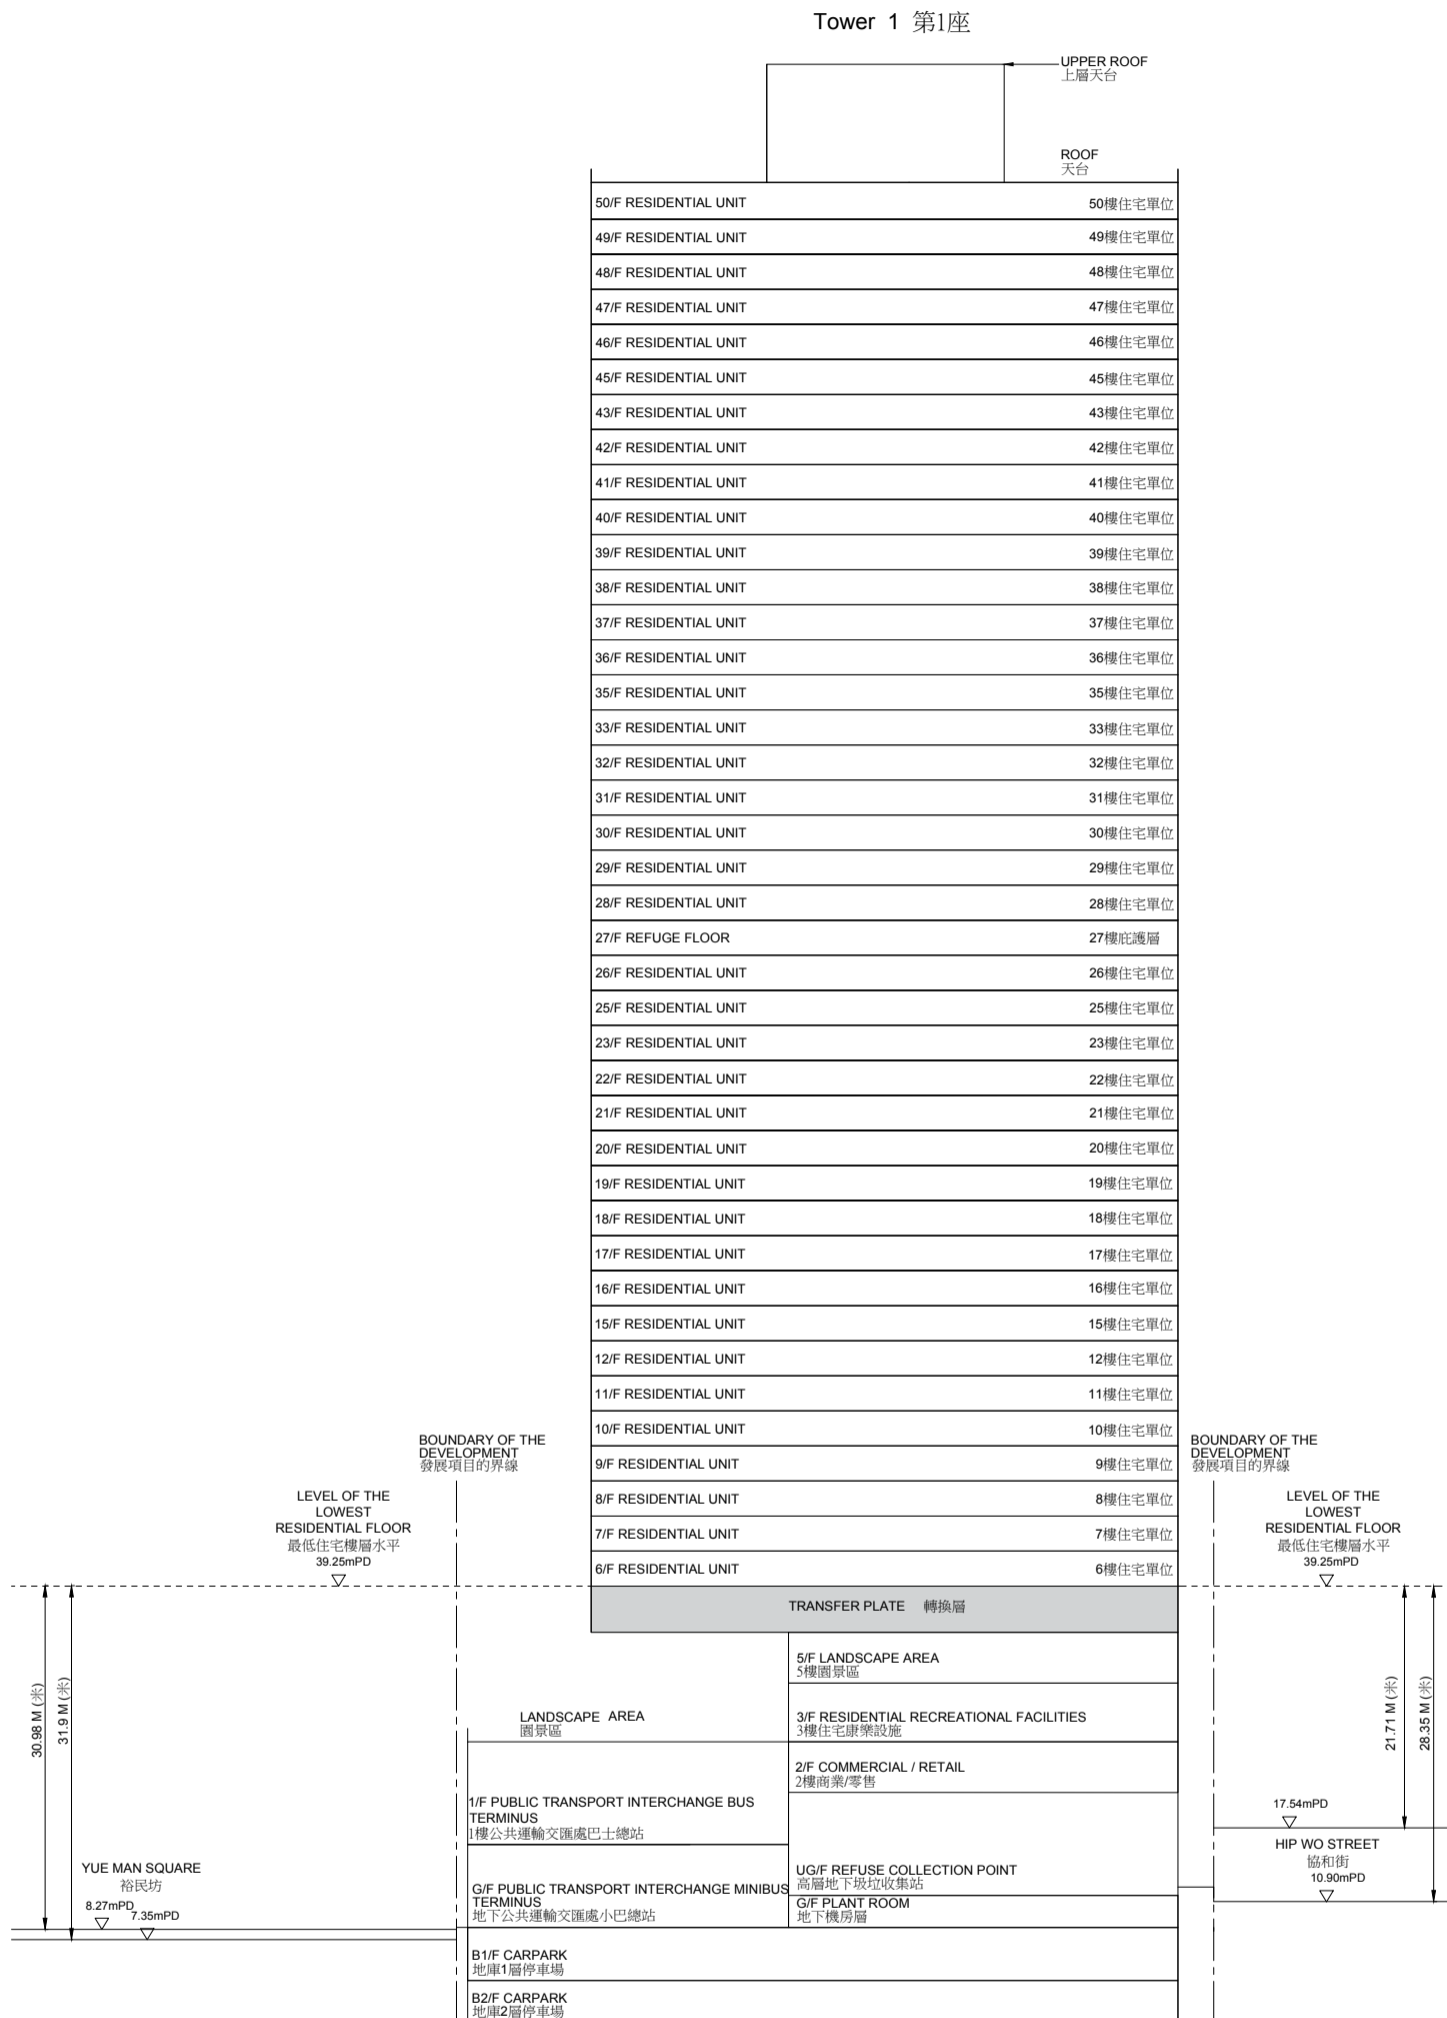 Tower 1 第1座
UPPER ROOF
上層天台
ROOF
天台
50/F RESIDENTIAL UNIT 50樓住宅單位
49/F RESIDENTIAL UNIT 49樓住宅單位
48/F RESIDENTIAL UNIT 48樓住宅單位
47/F RESIDENTIAL UNIT 47樓住宅單位
46/F RESIDENTIAL UNIT 46樓住宅單位
45/F RESIDENTIAL UNIT 45樓住宅單位
43/F RESIDENTIAL UNIT 43樓住宅單位
42/F RESIDENTIAL UNIT 42樓住宅單位
41/F RESIDENTIAL UNIT 41樓住宅單位
40/F RESIDENTIAL UNIT 40樓住宅單位
39/F RESIDENTIAL UNIT 39樓住宅單位
38/F RESIDENTIAL UNIT 38樓住宅單位
37/F RESIDENTIAL UNIT 37樓住宅單位
36/F RESIDENTIAL UNIT 36樓住宅單位
35/F RESIDENTIAL UNIT 35樓住宅單位
33/F RESIDENTIAL UNIT 33樓住宅單位
32/F RESIDENTIAL UNIT 32樓住宅單位
31/F RESIDENTIAL UNIT 31樓住宅單位
30/F RESIDENTIAL UNIT 30樓住宅單位
29/F RESIDENTIAL UNIT 29樓住宅單位
28/F RESIDENTIAL UNIT 28樓住宅單位
27/F REFUGE FLOOR 27樓庇護層
26/F RESIDENTIAL UNIT 26樓住宅單位
25/F RESIDENTIAL UNIT 25樓住宅單位
23/F RESIDENTIAL UNIT 23樓住宅單位
22/F RESIDENTIAL UNIT 22樓住宅單位
21/F RESIDENTIAL UNIT 21樓住宅單位
20/F RESIDENTIAL UNIT 20樓住宅單位
19/F RESIDENTIAL UNIT 19樓住宅單位
18/F RESIDENTIAL UNIT 18樓住宅單位
17/F RESIDENTIAL UNIT 17樓住宅單位
16/F RESIDENTIAL UNIT 16樓住宅單位
15/F RESIDENTIAL UNIT 15樓住宅單位
12/F RESIDENTIAL UNIT 12樓住宅單位
11/F RESIDENTIAL UNIT 11樓住宅單位
10/F RESIDENTIAL UNIT 10樓住宅單位
9/F RESIDENTIAL UNIT 9樓住宅單位
8/F RESIDENTIAL UNIT 8樓住宅單位
7/F RESIDENTIAL UNIT 7樓住宅單位
6/F RESIDENTIAL UNIT 6樓住宅單位
BOUNDARY OF THE
DEVELOPMENT
發展項目的界線
LEVEL OF THE
LOWEST
RESIDENTIAL FLOOR
最低住宅樓層水平
39.25mPD
BOUNDARY OF THE
DEVELOPMENT
發展項目的界線
LEVEL OF THE
LOWEST
RESIDENTIAL FLOOR
最低住宅樓層水平
39.25mPD
TRANSFER PLATE 轉換層
5/F LANDSCAPE AREA
5樓園景區
LANDSCAPE AREA
園景區
3/F RESIDENTIAL RECREATIONAL FACILITIES
3樓住宅康樂設施
2/F COMMERCIAL / RETAIL
2樓商業/零售
1/F PUBLIC TRANSPORT INTERCHANGE BUS
TERMINUS
1樓公共運輸交匯處巴士總站
UG/F REFUSE COLLECTION POINT
高層地下圾垃收集站
G/F PUBLIC TRANSPORT INTERCHANGE MINIBUS
TERMINUS
地下公共運輸交匯處小巴總站
G/F PLANT ROOM
地下機房層
B1/F CARPARK
地庫1層停車場
B2/F CARPARK
地庫2層停車場
30.98 M (米)
31.9 M (米)
YUE MAN SQUARE
裕民坊
8.27mPD
7.35mPD
21.71 M (米)
28.35 M (米)
17.54mPD
HIP WO STREET
協和街
10.90mPD